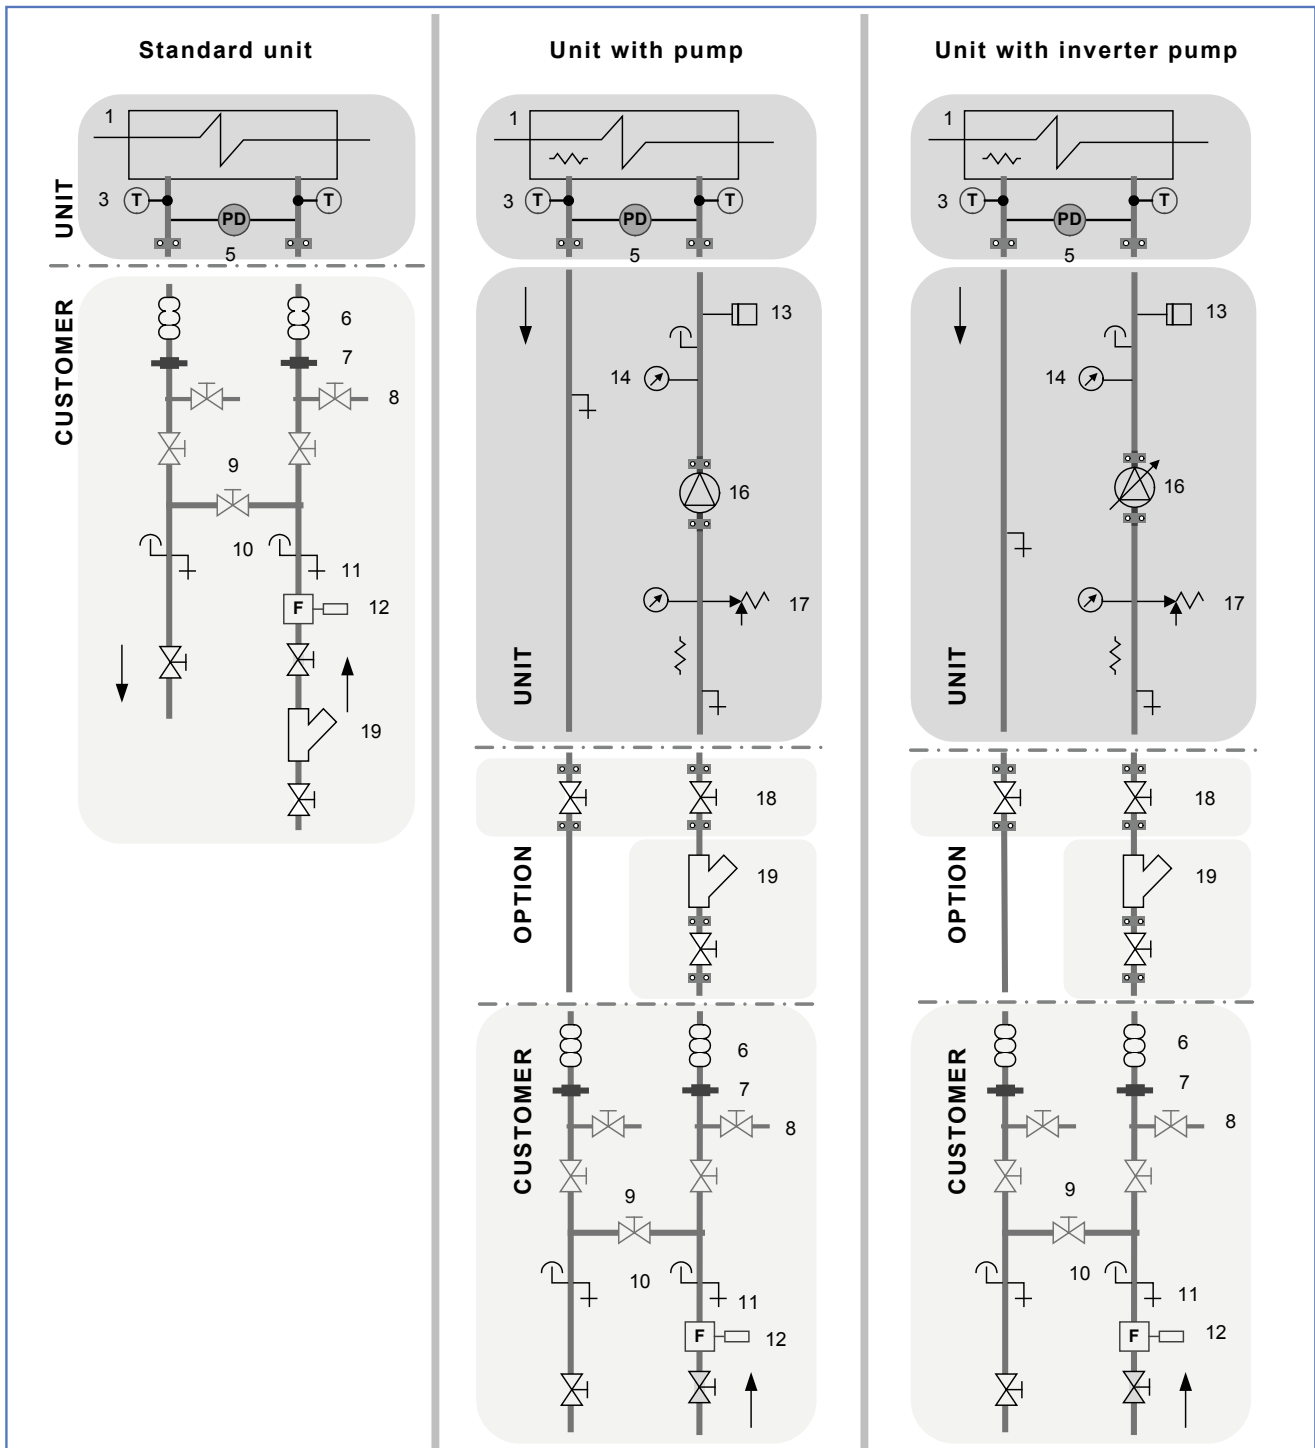 Standard unit
1
3
T
T
PD
5
UNIT
CUSTOMER
6
7
8
9
10
11
F
12
19
Unit with pump
1
3
T
T
PD
5
13
14
16
17
UNIT
18
OPTION
19
CUSTOMER
6
7
8
9
10
11
F
12
Unit with inverter pump
1
3
T
T
PD
5
13
14
16
17
UNIT
18
OPTION
19
CUSTOMER
6
7
8
9
10
11
F
12